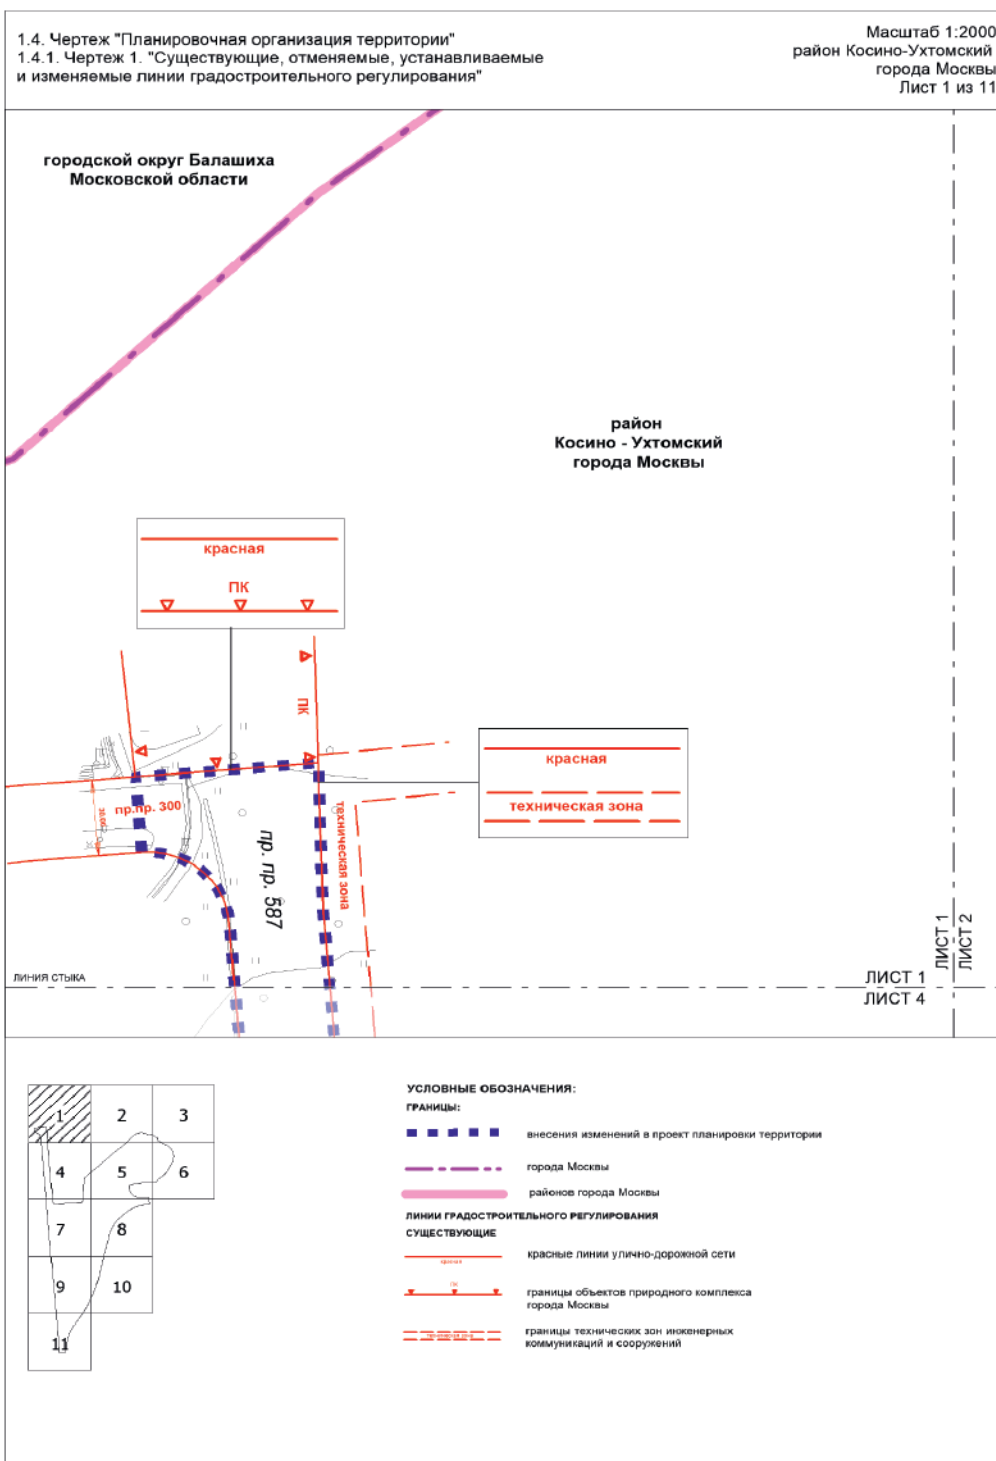 1.4. Чертеж "Планировочная организация территории"
1.4.1. Чертеж 1. "Существующие, отменяемые, устанавливаемые
и изменяемые линии градостроительного регулирования"
Масштаб 1:2000
район Косино-Ухтомский
города Москвы
Лист 1 из 11
городской округ Балашиха
Московской области
район
Косино - Ухтомский
города Москвы
красная
ПК
ПК
красная
техническая зона
пр.пр. 300
пр. пр. 587
техническая зона
ЛИНИЯ СТЫКА
ЛИСТ 1
ЛИСТ 2
ЛИСТ 1
ЛИСТ 4
1
2
3
4
5
6
7
8
9
10
11
УСЛОВНЫЕ ОБОЗНАЧЕНИЯ:
ГРАНИЦЫ:
внесения изменений в проект планировки территории
города Москвы
районов города Москвы
ЛИНИИ ГРАДОСТРОИТЕЛЬНОГО РЕГУЛИРОВАНИЯ
СУЩЕСТВУЮЩИЕ
красная
красные линии улично-дорожной сети
ПК
границы объектов природного комплекса
города Москвы
техническая зона
границы технических зон инженерных
коммуникаций и сооружений